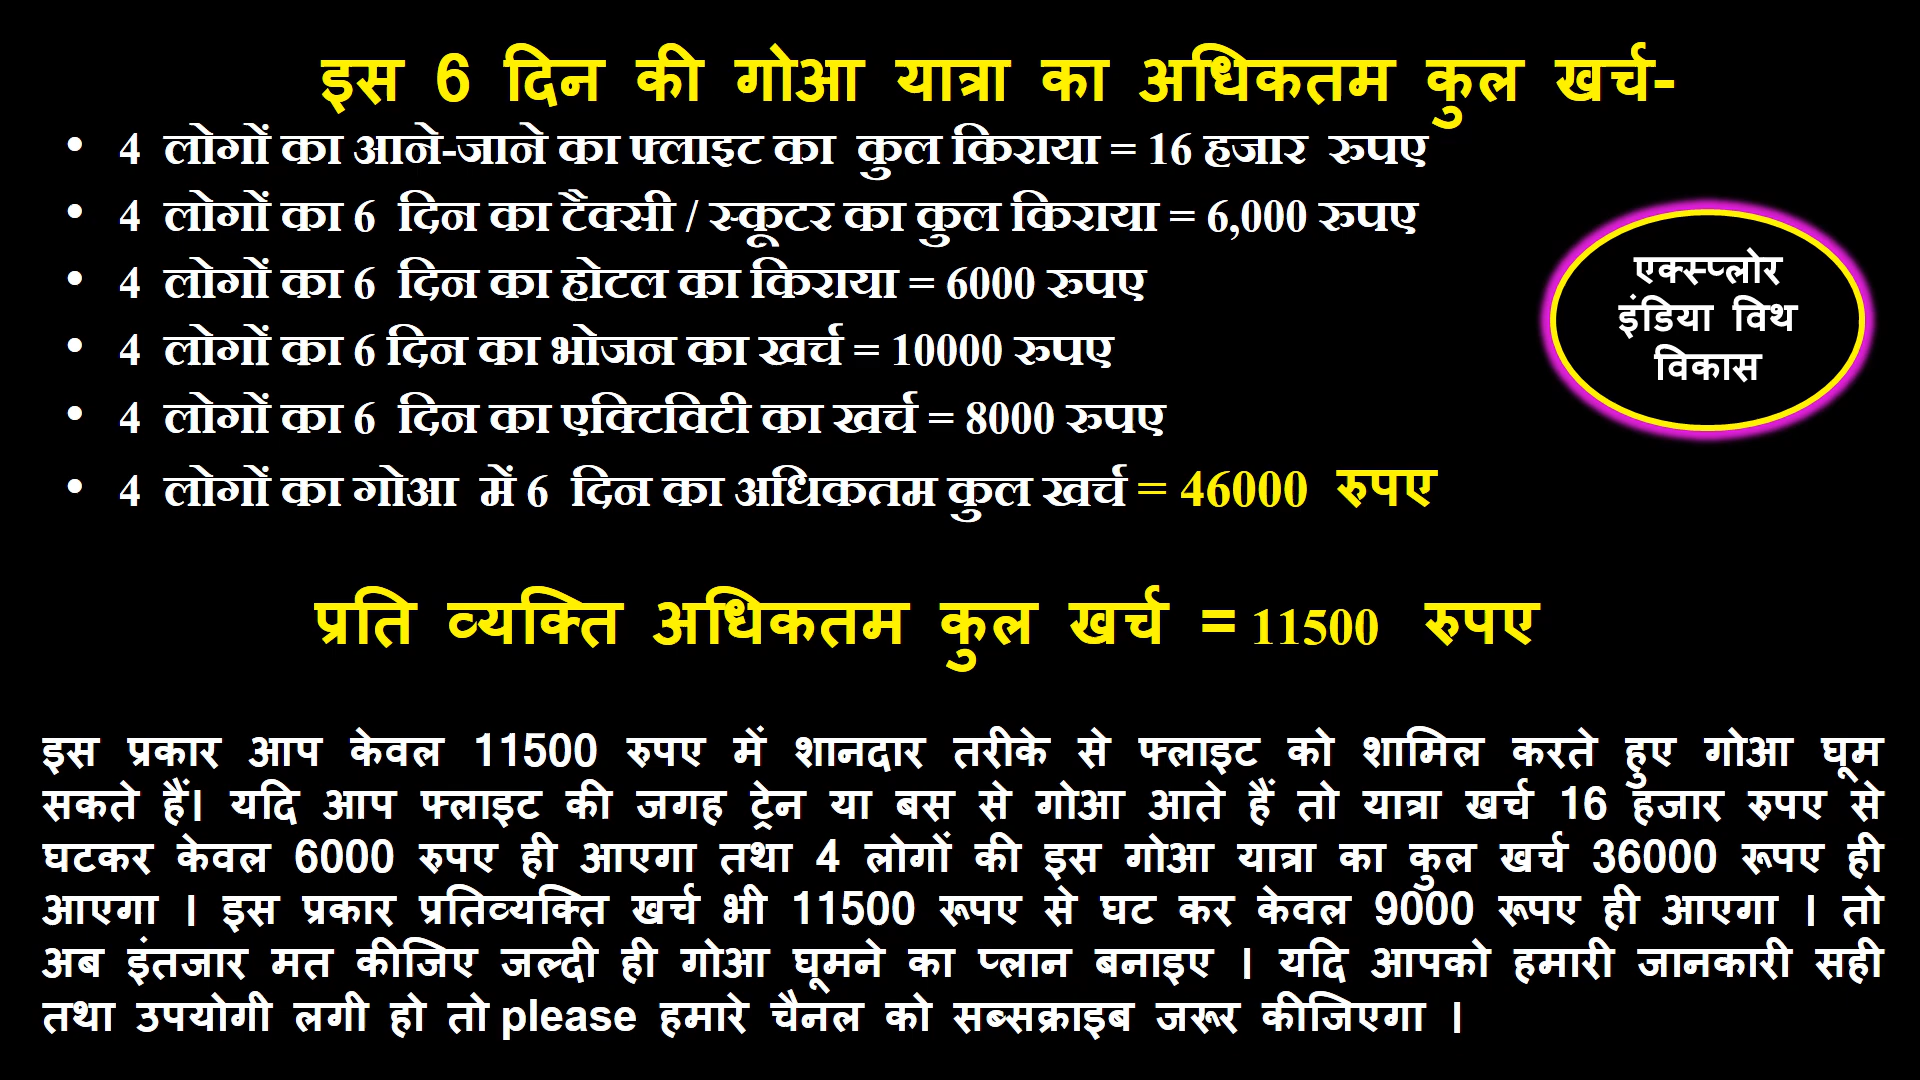 इस 6 दिन की गोआ यात्रा का अधिकतम कुल खर्च-
• 4 लोगों का आने-जाने का फ्लाइट का कुल किराया = 16 हजार रुपए
• 4 लोगों का 6 दिन का टैक्सी / स्कूटर का कुल किराया = 6,000 रुपए
• 4 लोगों का 6 दिन का होटल का किराया = 6000 रुपए
• 4 लोगों का 6 दिन का भोजन का खर्च = 10000 रुपए
• 4 लोगों का 6 दिन का एक्टिविटी का खर्च = 8000 रुपए
• 4 लोगों का गोआ में 6 दिन का अधिकतम कुल खर्च = 46000 रुपए
एक्स्प्लोर
इंडिया विथ
विकास
प्रति व्यक्ति अधिकतम कुल खर्च = 11500 रुपए
इस प्रकार आप केवल 11500 रुपए में शानदार तरीके से फ्लाइट को शामिल करते हुए गोआ घूम
सकते हैं। यदि आप फ्लाइट की जगह ट्रेन या बस से गोआ आते हैं तो यात्रा खर्च 16 हजार रुपए से
घटकर केवल 6000 रुपए ही आएगा तथा 4 लोगों की इस गोआ यात्रा का कुल खर्च 36000 रूपए ही
आएगा । इस प्रकार प्रतिव्यक्ति खर्च भी 11500 रूपए से घट कर केवल 9000 रूपए ही आएगा । तो
अब इंतजार मत कीजिए जल्दी ही गोआ घूमने का प्लान बनाइए । यदि आपको हमारी जानकारी सही
तथा उपयोगी लगी हो तो please हमारे चैनल को सब्सक्राइब जरूर कीजिएगा ।